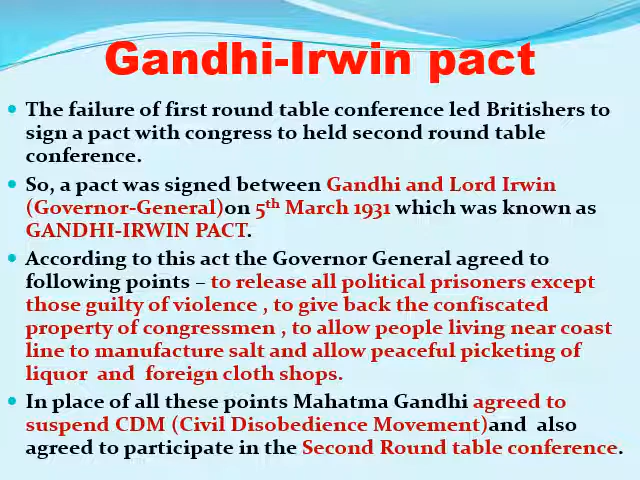 Gandhi-Irwin pact
• The failure of first round table conference led Britishers to
sign a pact with congress to held second round table
conference.
• So, a pact was signed between Gandhi and Lord Irwin
(Governor-General)on 5th March 1931 which was known as
GANDHI-IRWIN PACT.
• According to this act the Governor General agreed to
following points – to release all political prisoners except
those guilty of violence , to give back the confiscated
property of congressmen , to allow people living near coast
line to manufacture salt and allow peaceful picketing of
liquor and foreign cloth shops.
• In place of all these points Mahatma Gandhi agreed to
suspend CDM (Civil Disobedience Movement)and also
agreed to participate in the Second Round table conference.